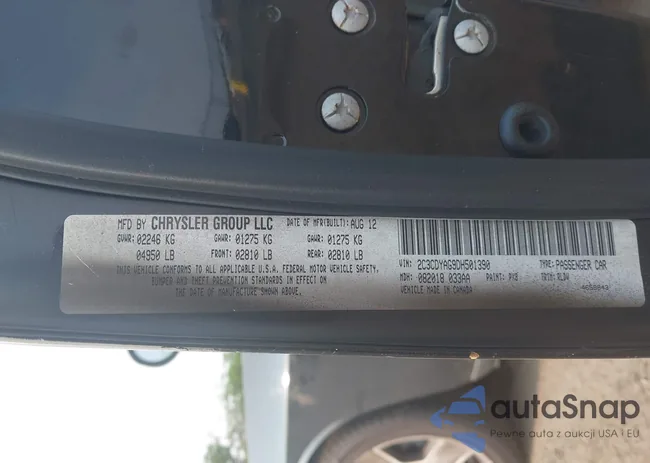 MFD BY CHRYSLER GROUP LLC DATE OF MFR(BUILT): AUG 12
GVWR: 02246 KG GAWR: 01275 KG GAWR: 01275 KG
04950 LB FRONT: 02810 LB REAR: 02810 LB
THIS VEHICLE CONFORMS TO ALL APPLICABLE U.S.A. FEDERAL MOTOR VEHICLE SAFETY,
BUMPER AND THEFT PREVENTION STANDARDS IN EFFECT ON
THE DATE OF MANUFACTURE SHOWN ABOVE.
VIN: 2C3CDYAG9DH501390 TYPE: PASSENGER CAR
MDH: 082018 033AA PAINT: PX8 TRIM:
VEHICLE MADE IN CANADA
autaSnap
Pewne auta z aukcji USA i EU